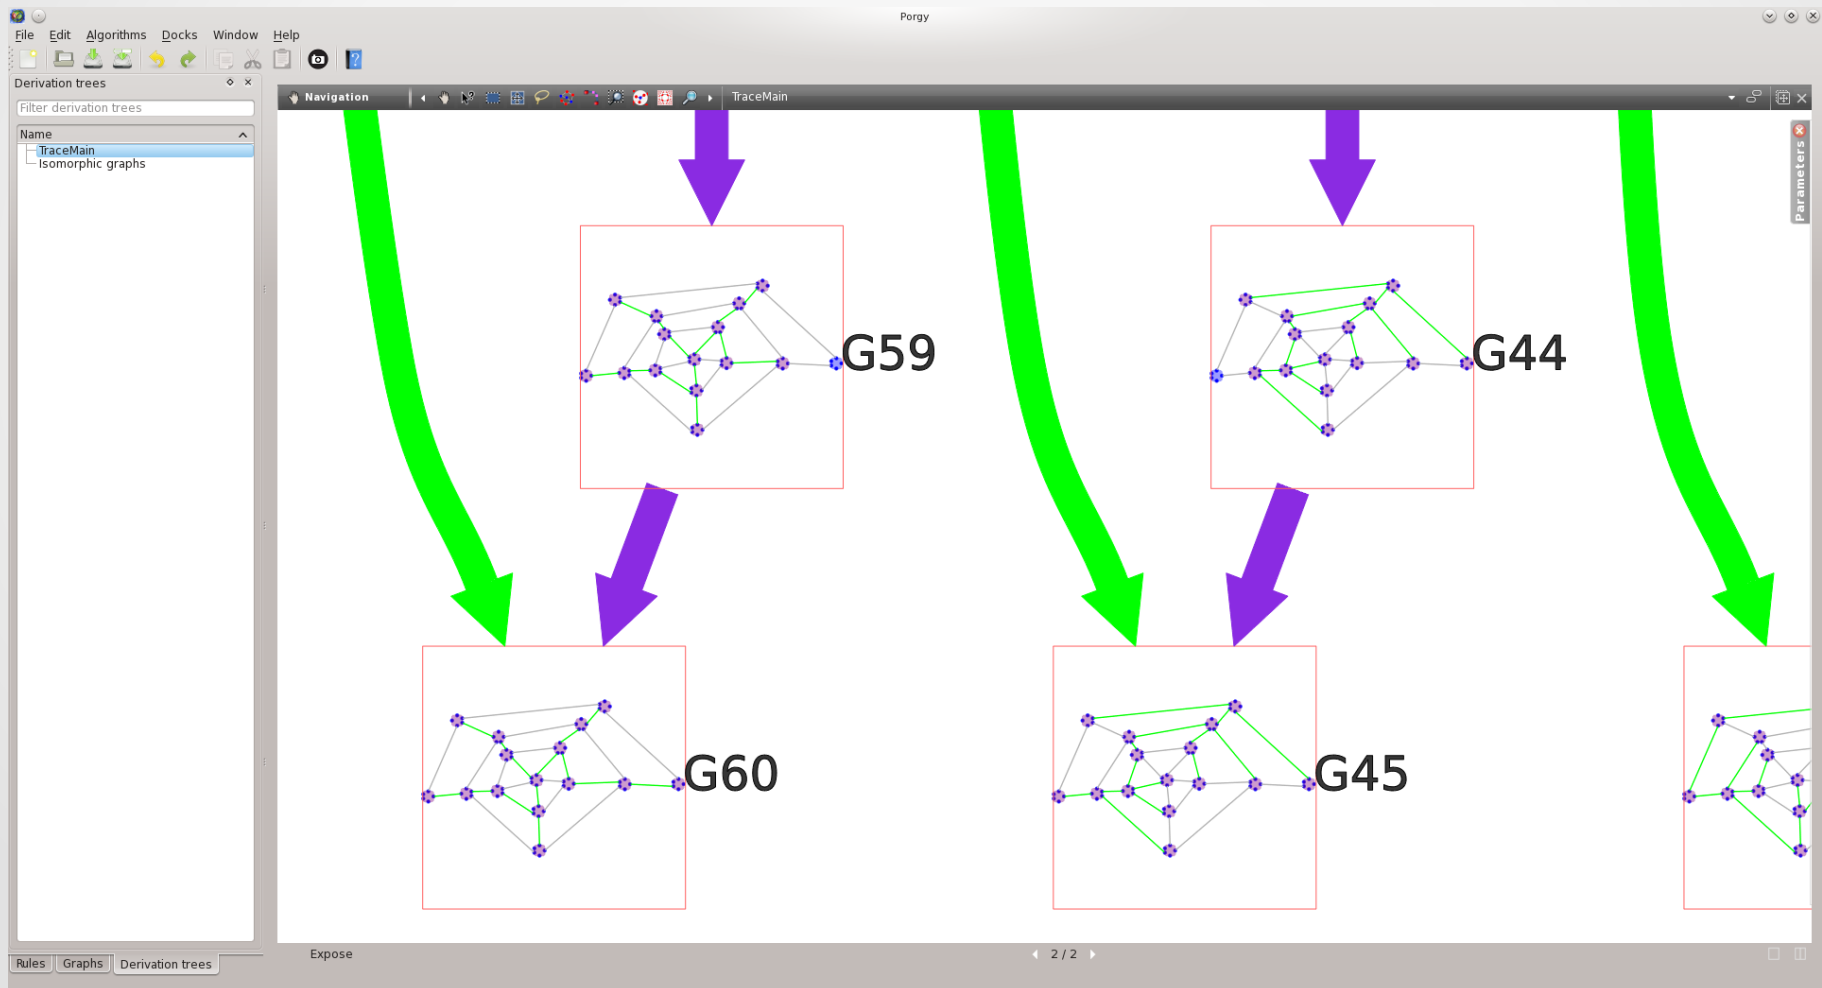 Porgy
File Edit Algorithms Docks Window Help
Derivation trees
Filter derivation trees
Name
TraceMain
Isomorphic graphs
Navigation
TraceMain
Parameters
G59
G44
G60
G45
Rules Graphs Derivation trees
Expose
2 / 2